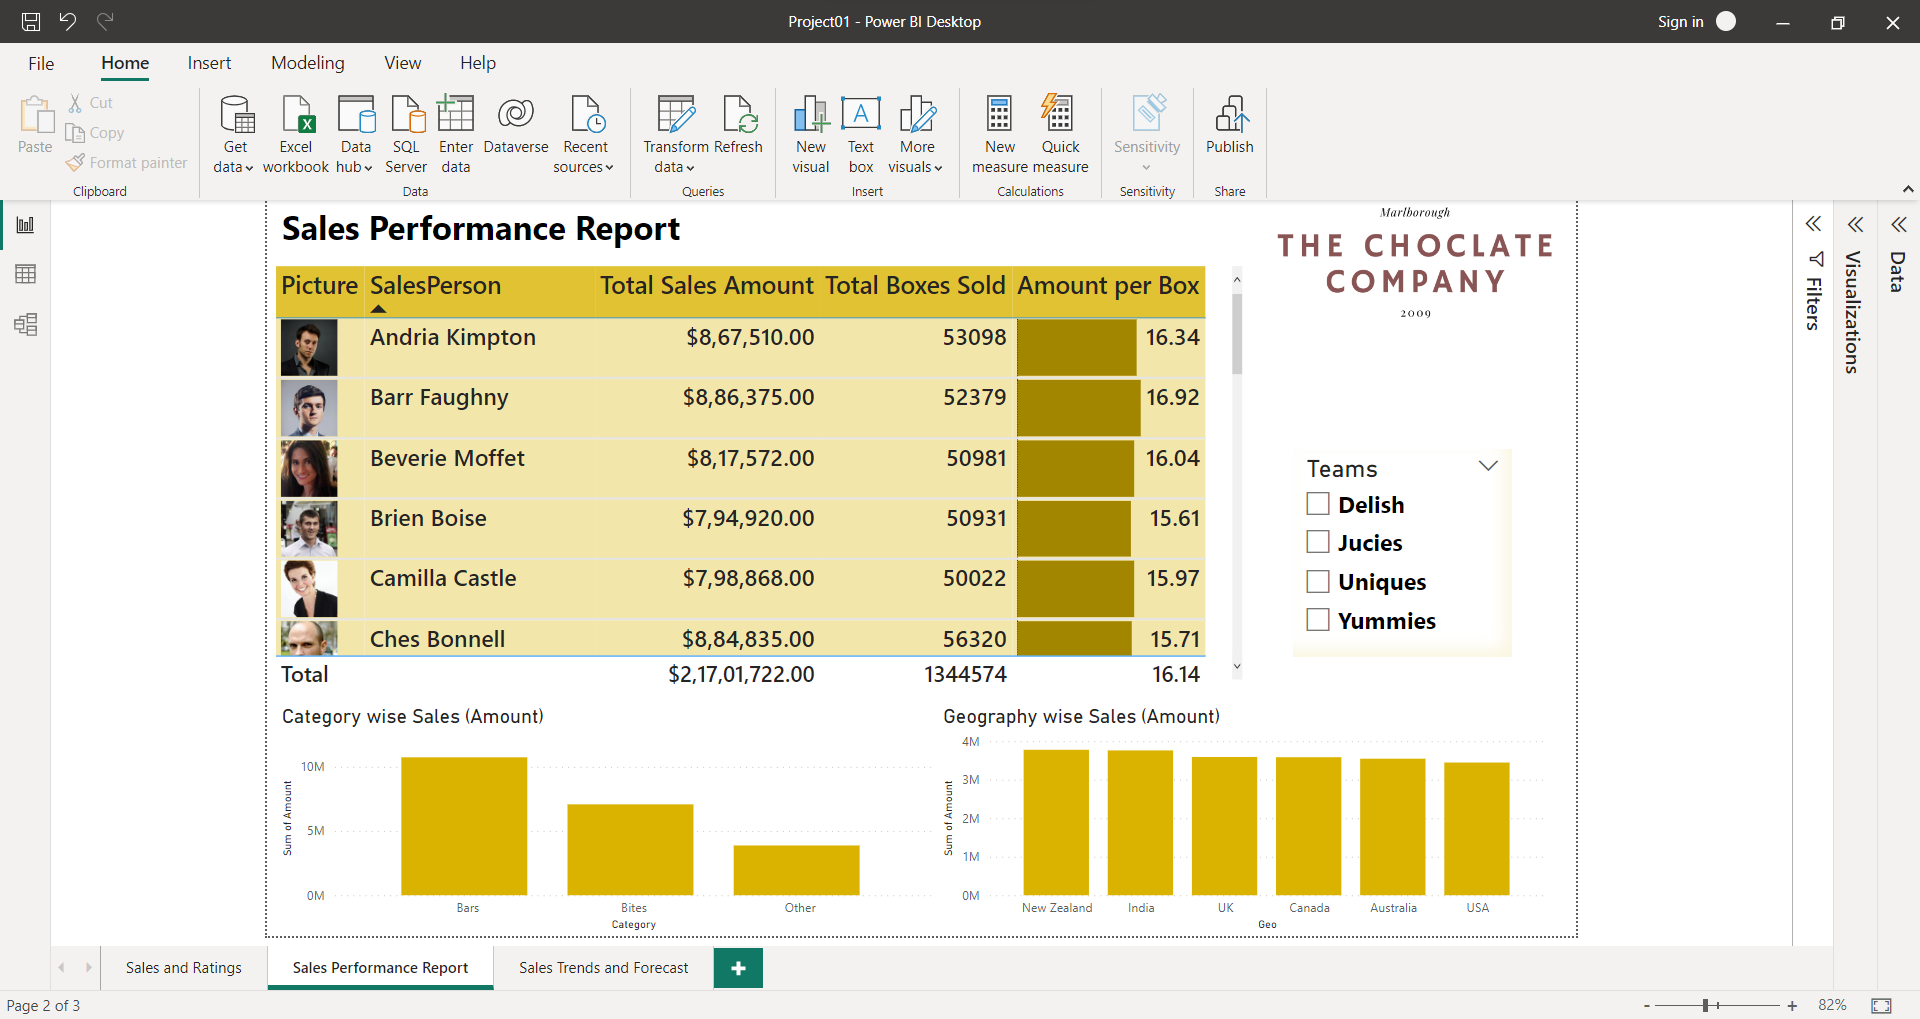 Project01 - Power BI Desktop
Sign in
File Home Insert Modeling View Help
Paste
Cut
Copy
Format painter
Clipboard
Get data
Excel workbook
Data hub
SQL Server
Enter data
Dataverse
Recent sources
Data
Transform data
Refresh
Queries
New visual
Text box
More visuals
Insert
New measure
Quick measure
Calculations
Sensitivity
Sensitivity
Publish
Share
Sales Performance Report
Marlborough
THE CHOCLATE
COMPANY
2009
Picture SalesPerson Total Sales Amount Total Boxes Sold Amount per Box
Andria Kimpton $8,67,510.00 53098 16.34
Barr Faughny $8,86,375.00 52379 16.92
Beverie Moffet $8,17,572.00 50981 16.04
Brien Boise $7,94,920.00 50931 15.61
Camilla Castle $7,98,868.00 50022 15.97
Ches Bonnell $8,84,835.00 56320 15.71
Total $2,17,01,722.00 1344574 16.14
Teams
Delish
Jucies
Uniques
Yummies
Filters
Visualizations
Data
Category wise Sales (Amount)
Sum of Amount
10M
5M
0M
Bars Bites Other
Category
Geography wise Sales (Amount)
Sum of Amount
4M
3M
2M
1M
0M
New Zealand India UK Canada Australia USA
Geo
Sales and Ratings Sales Performance Report Sales Trends and Forecast +
Page 2 of 3
- + 82%